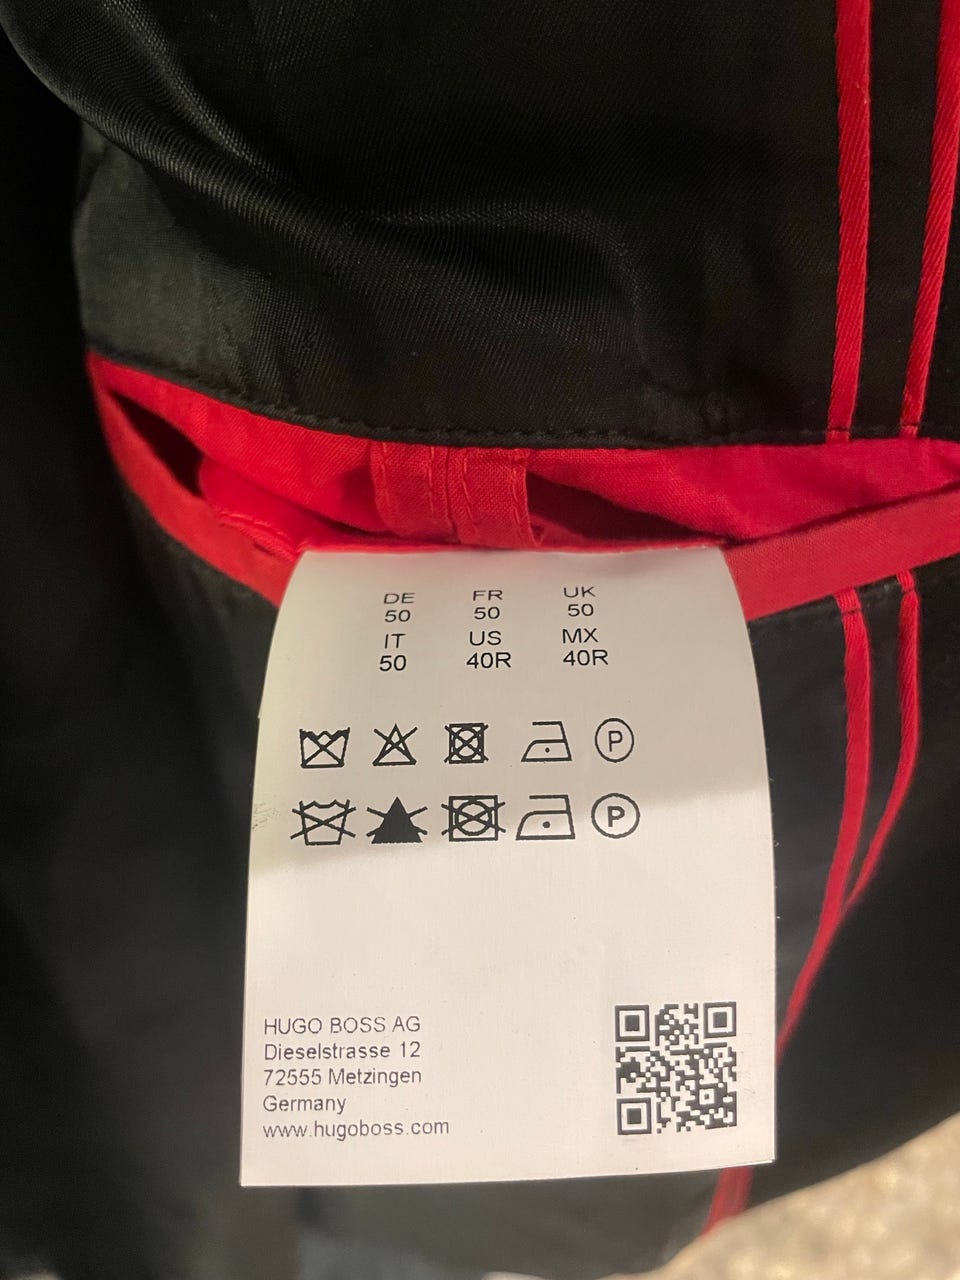 DE FR UK
50 50 50
IT US MX
50 40R 40R
P
P
HUGO BOSS AG
Dieselstrasse 12
72555 Metzingen
Germany
www.hugoboss.com